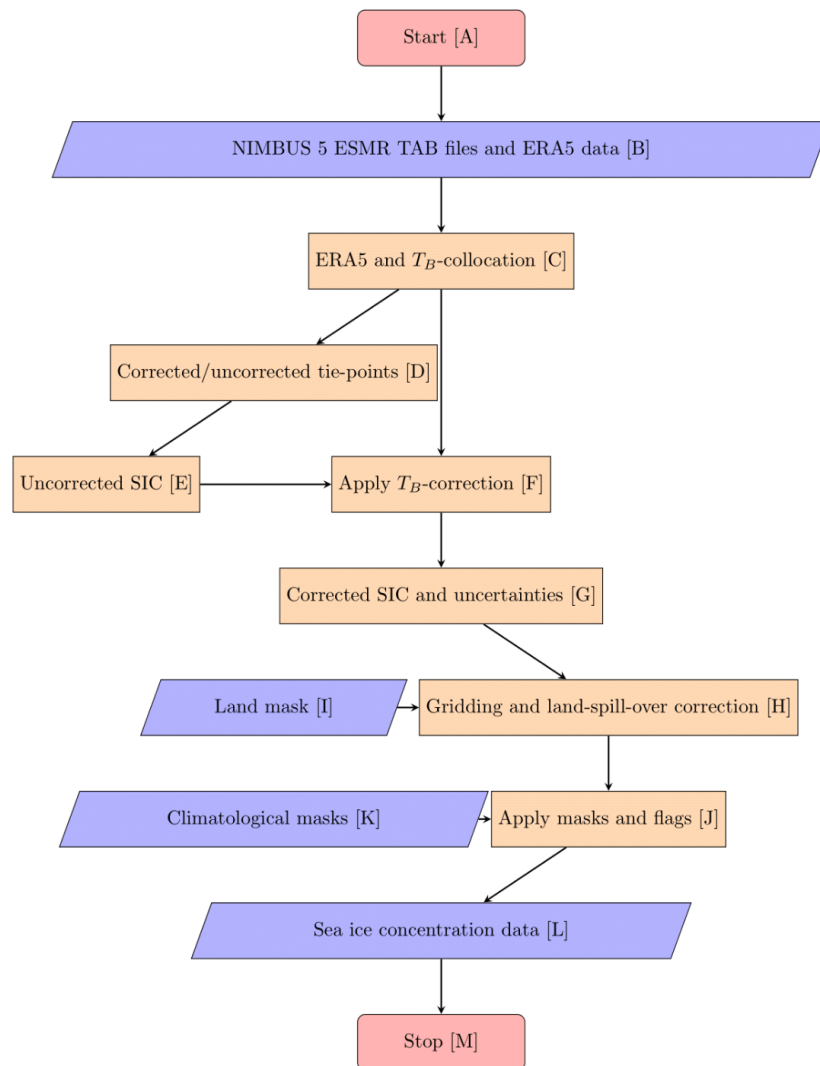 Start [A]
NIMBUS 5 ESMR TAB files and ERA5 data [B]
ERA5 and T_B-collocation [C]
Corrected/uncorrected tie-points [D]
Uncorrected SIC [E]
Apply T_B-correction [F]
Corrected SIC and uncertainties [G]
Land mask [I]
Gridding and land-spill-over correction [H]
Climatological masks [K]
Apply masks and flags [J]
Sea ice concentration data [L]
Stop [M]